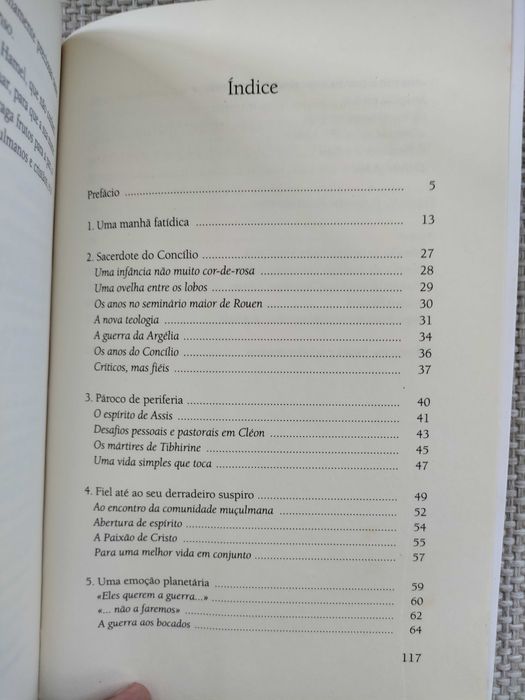 Hamel, que não
Índice
Prefácio ........ 5
1. Uma manhã fatídica ........ 13
2. Sacerdote do Concílio ........ 27
Uma infância não muito cor-de-rosa ........ 28
Uma ovelha entre os lobos ........ 29
Os anos no seminário maior de Rouen ........ 30
A nova teologia ........ 31
A guerra da Argélia ........ 34
Os anos do Concílio ........ 36
Críticos, mas fiéis ........ 37
3. Pároco de periferia ........ 40
O espírito de Assis ........ 41
Desafios pessoais e pastorais em Cléon ........ 43
Os mártires de Tibhirine ........ 45
Uma vida simples que toca ........ 47
4. Fiel até ao seu derradeiro suspiro ........ 49
Ao encontro da comunidade muçulmana ........ 52
Abertura de espírito ........ 54
A Paixão de Cristo ........ 55
Para uma melhor vida em conjunto ........ 57
5. Uma emoção planetária ........ 59
«Eles querem a guerra...» ........ 60
«... não a faremos» ........ 62
A guerra aos bocados ........ 64
117